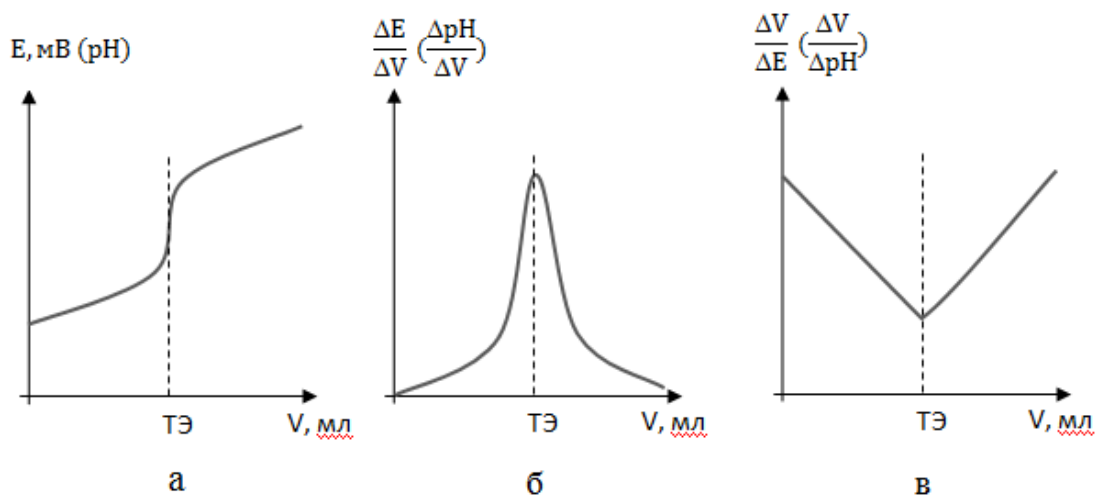 E, мВ (pH)
ΔE/ΔV (ΔpH/ΔV)
ΔV/ΔE (ΔV/ΔpH)
ТЭ
V, мл
ТЭ
V, мл
ТЭ
V, мл
а
б
в